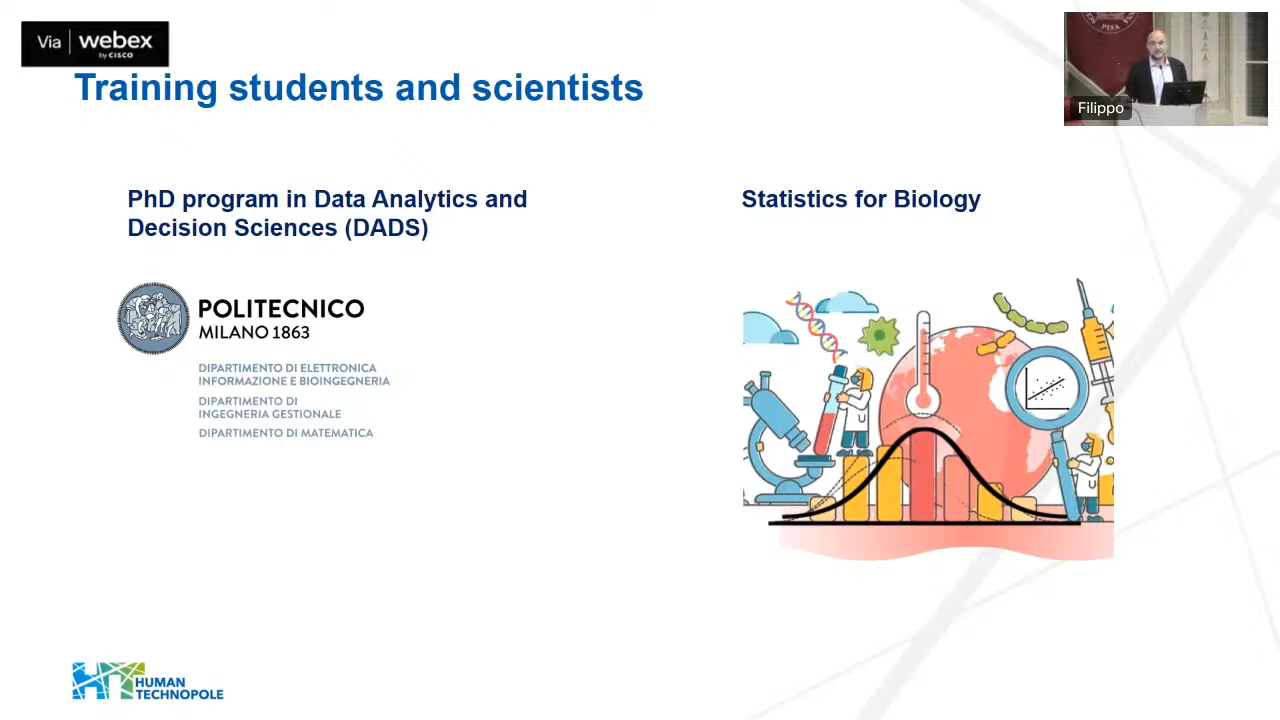 Via webex
by CISCO
Training students and scientists
PISA
Filippo
PhD program in Data Analytics and
Decision Sciences (DADS)
Statistics for Biology
POLITECNICO
MILANO 1863
DIPARTIMENTO DI ELETTRONICA
INFORMAZIONE E BIOINGEGNERIA
DIPARTIMENTO DI
INGEGNERIA GESTIONALE
DIPARTIMENTO DI MATEMATICA
HT HUMAN
TECHNOPOLE